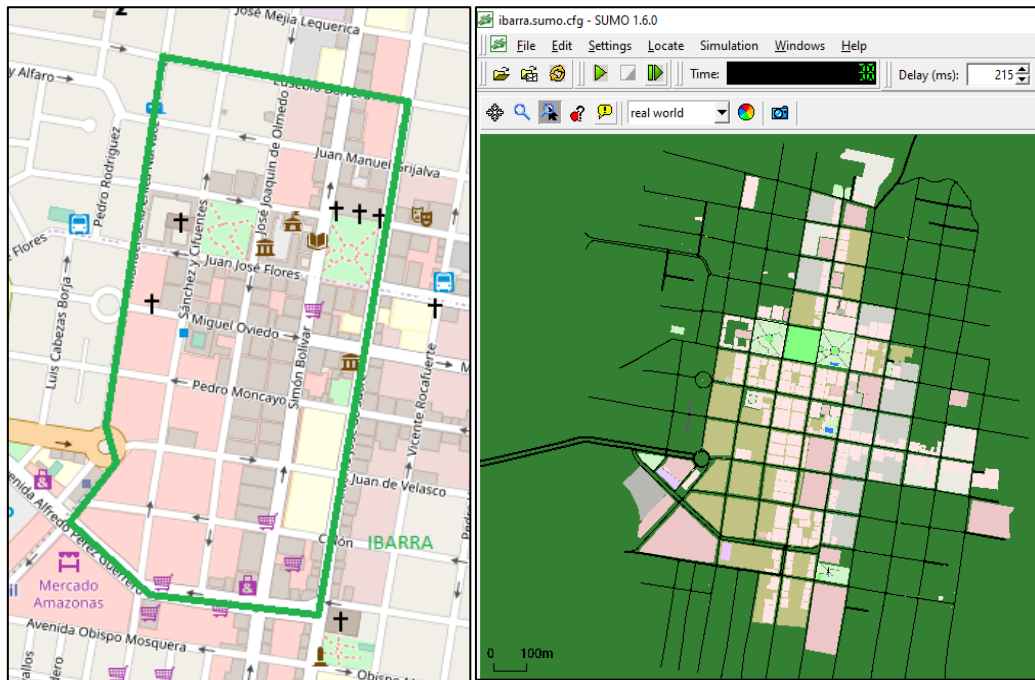 José Mejía Lequerica
y Alfaro
Pedro Rodríguez
José Joaquín de Olmedo
Juan Manuel Grijalva
Sánchez y Cifuentes
Flores
Juan José Flores
Luis Cabezas Borja
Miguel Oviedo
Simón Bolívar
Vicente Rocafuerte
M
Pedro Moncayo
Juan de Velasco
Colón
IBARRA
Avenida Alfredo Pérez Guerrero
Mercado
Amazonas
Avenida Obispo Mosquera
Obispo
ibarra.sumo.cfg - SUMO 1.6.0
File Edit Settings Locate Simulation Windows Help
Time: 38 Delay (ms): 215
real world
0 100m